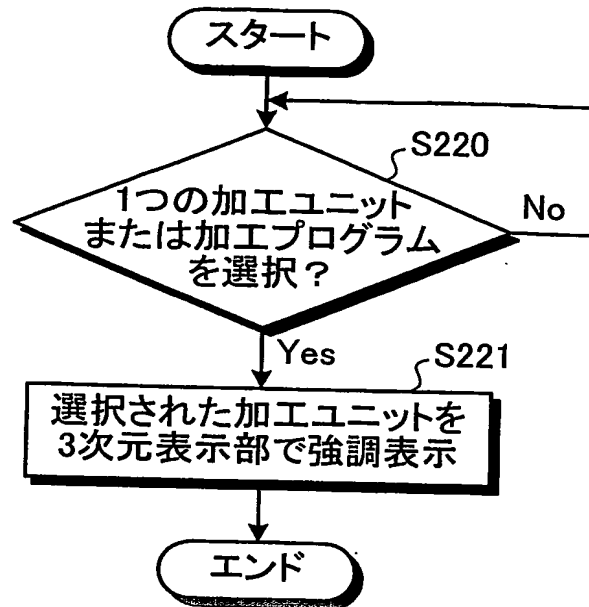 スタート
S220
1つの加工ユニット
または加工プログラム
を選択？
No
Yes
S221
選択された加工ユニットを
3次元表示部で強調表示
エンド